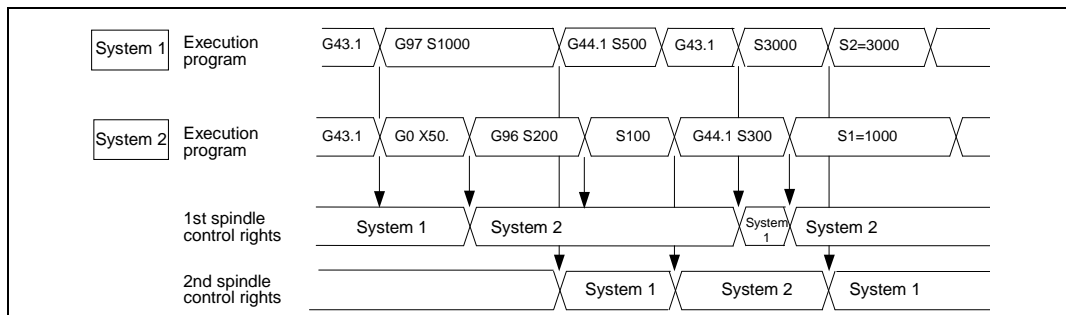 System 1
Execution
program
G43.1
G97 S1000
G44.1 S500
G43.1
S3000
S2=3000
System 2
Execution
program
G43.1
G0 X50.
G96 S200
S100
G44.1 S300
S1=1000
1st spindle
control rights
System 1
System 2
System
1
System 2
2nd spindle
control rights
System 1
System 2
System 1